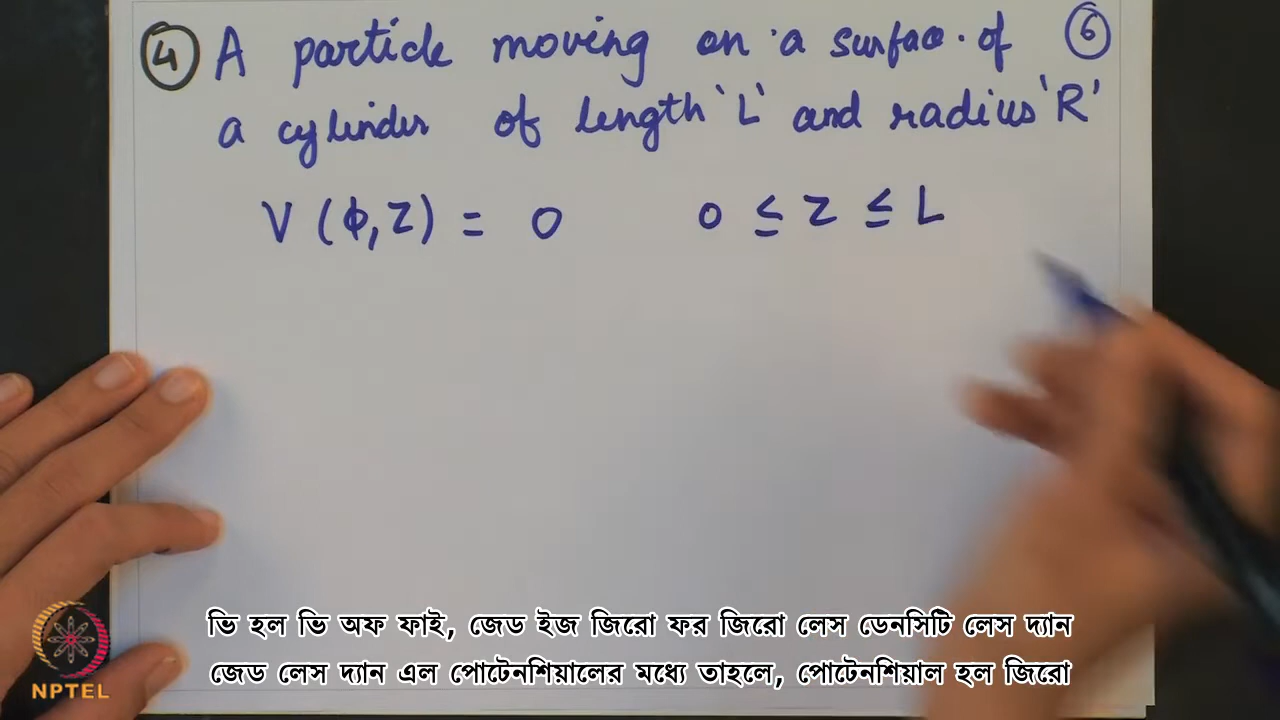 ④ A particle moving on a surface of ⑥
a cylinder of length 'L' and radius 'R'
V (Φ, Z) = 0 0 ≤ Z ≤ L
ভি হল ভি অফ ফাই, জেড ইজ জিরো ফর জিরো লেস ডেনসিটি লেস দ্যান
জেড লেস দ্যান এল পোটেনশিয়ালের মধ্যে তাহলে, পোটেনশিয়াল হল জিরো
NPTEL